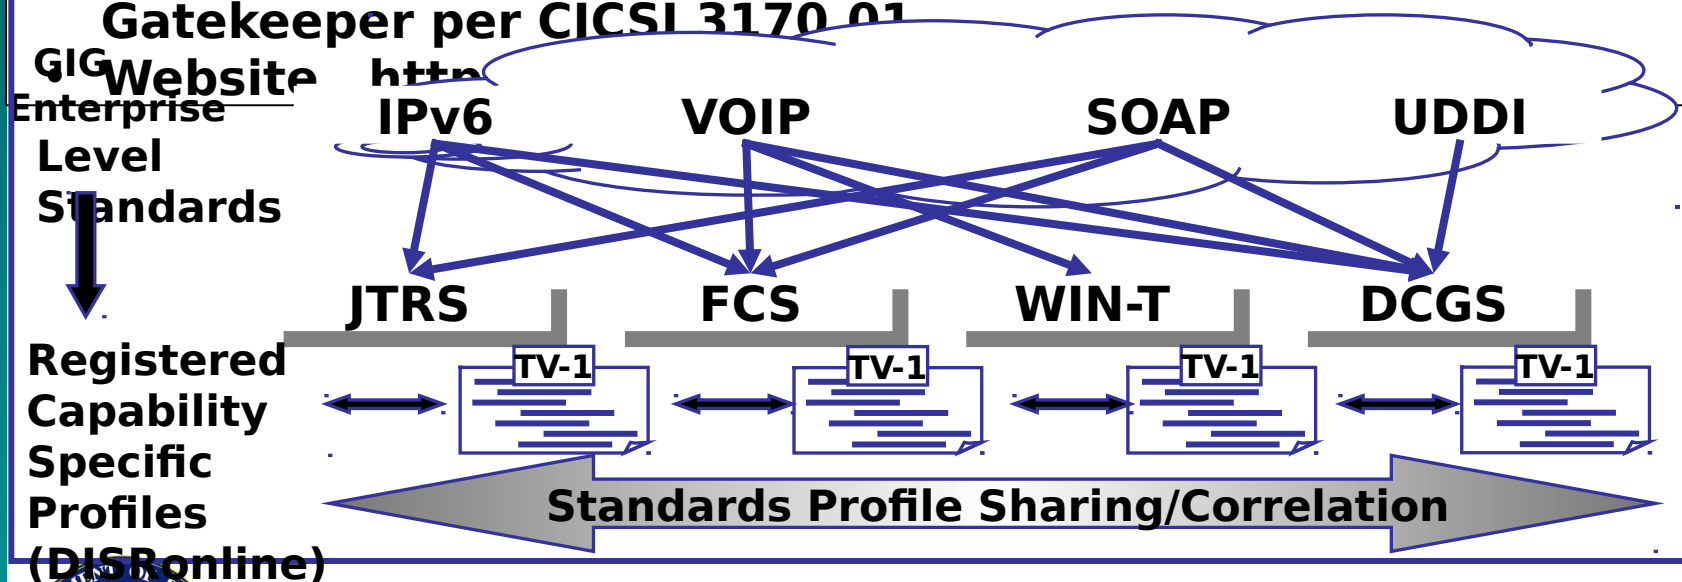 Gatekeeper per CJCSI 3170.01
Website http
GIG
Enterprise
Level
Standards
IPv6 VOIP SOAP UDDI
JTRS FCS WIN-T DCGS
TV-1 TV-1 TV-1 TV-1
Registered
Capability
Specific
Profiles
(DISRonline)
Standards Profile Sharing/Correlation